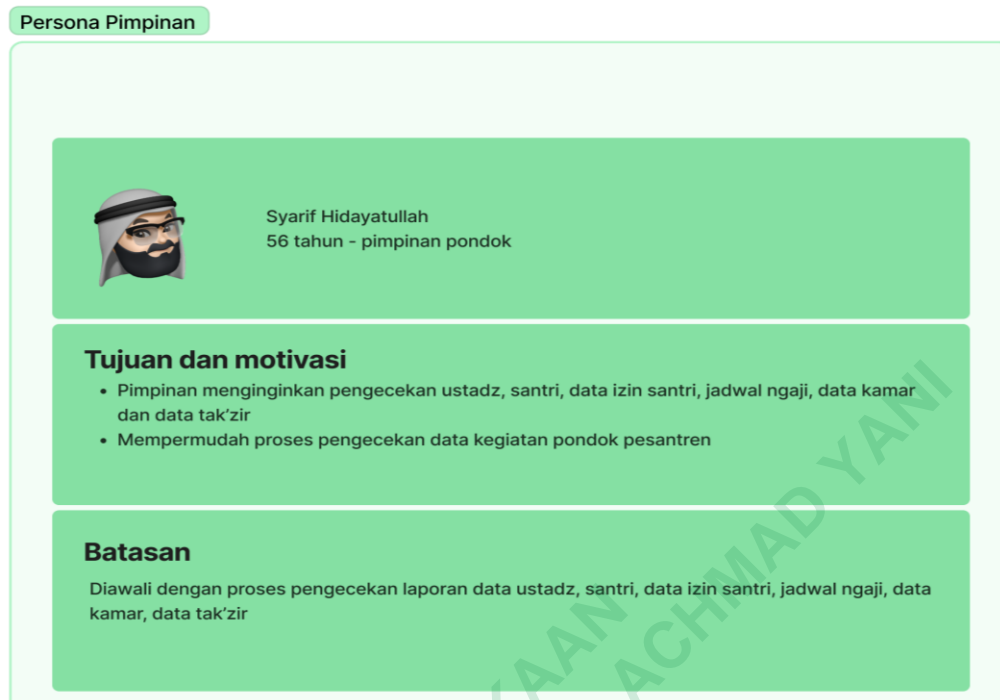 Persona Pimpinan
Syarif Hidayatullah
56 tahun - pimpinan pondok
Tujuan dan motivasi
• Pimpinan menginginkan pengecekan ustadz, santri, data izin santri, jadwal ngaji, data kamar
dan data tak’zir
• Mempermudah proses pengecekan data kegiatan pondok pesantren
Batasan
Diawali dengan proses pengecekan laporan data ustadz, santri, data izin santri, jadwal ngaji, data
kamar, data tak’zir
YAAN
ACHMAD YANI